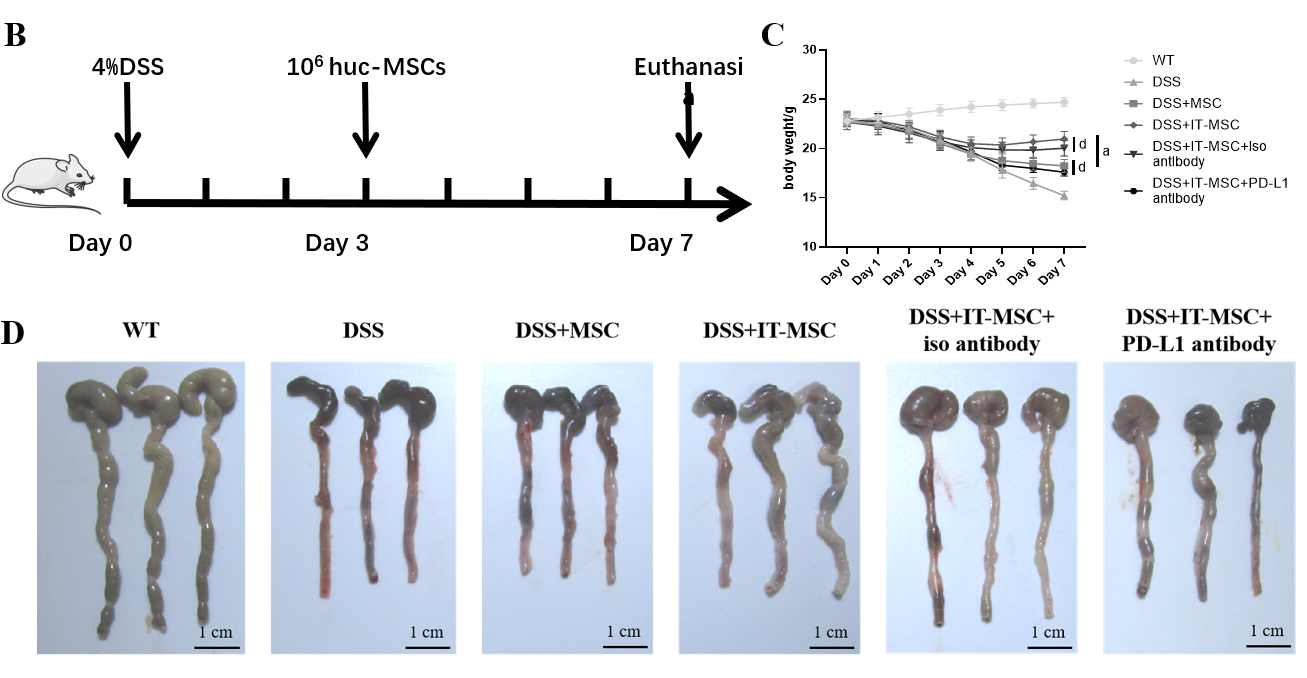 B
4%DSS
10⁶ huc-MSCs
Euthanasi
a
Day 0
Day 3
Day 7
C
30
25
20
15
10
body weght/g
Day 0
Day 1
Day 2
Day 3
Day 4
Day 5
Day 6
Day 7
d
d
a
WT
DSS
DSS+MSC
DSS+IT-MSC
DSS+IT-MSC+Iso
antlbody
DSS+IT-MSC+PD-L1
antlbody
D
WT
DSS
DSS+MSC
DSS+IT-MSC
DSS+IT-MSC+
iso antibody
DSS+IT-MSC+
PD-L1 antibody
1 cm
1 cm
1 cm
1 cm
1 cm
1 cm